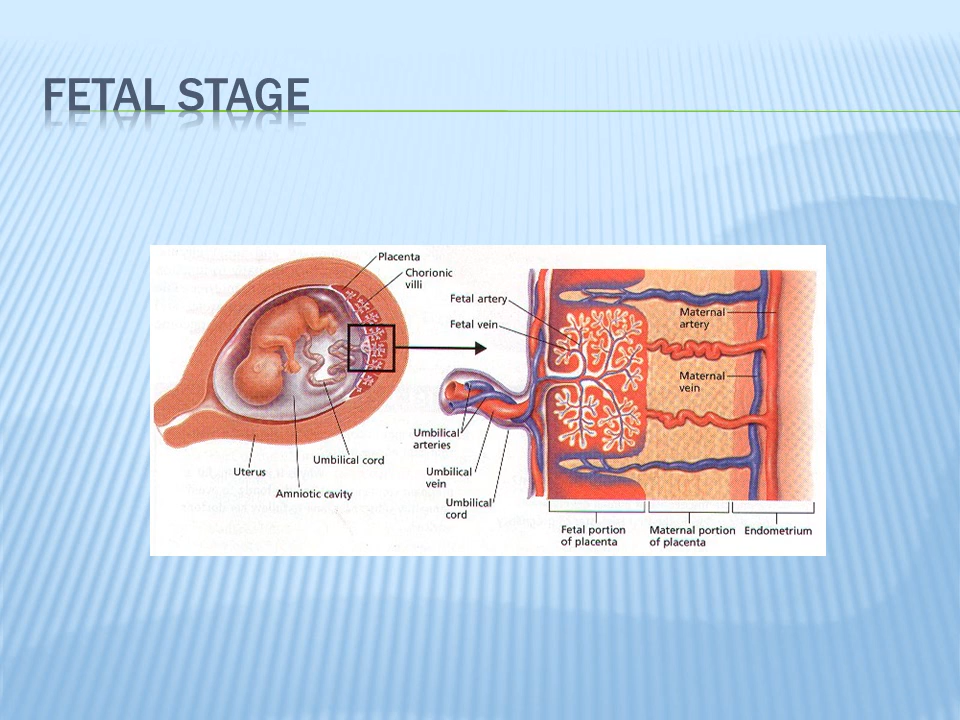 FETAL STAGE
Placenta
Chorionic
villi
Fetal artery
Fetal vein
Maternal
artery
Maternal
vein
Umbilical
arteries
Umbilical cord
Uterus
Umbilical
vein
Amniotic cavity
Umbilical
cord
Fetal portion
of placenta
Maternal portion
of placenta
Endometrium